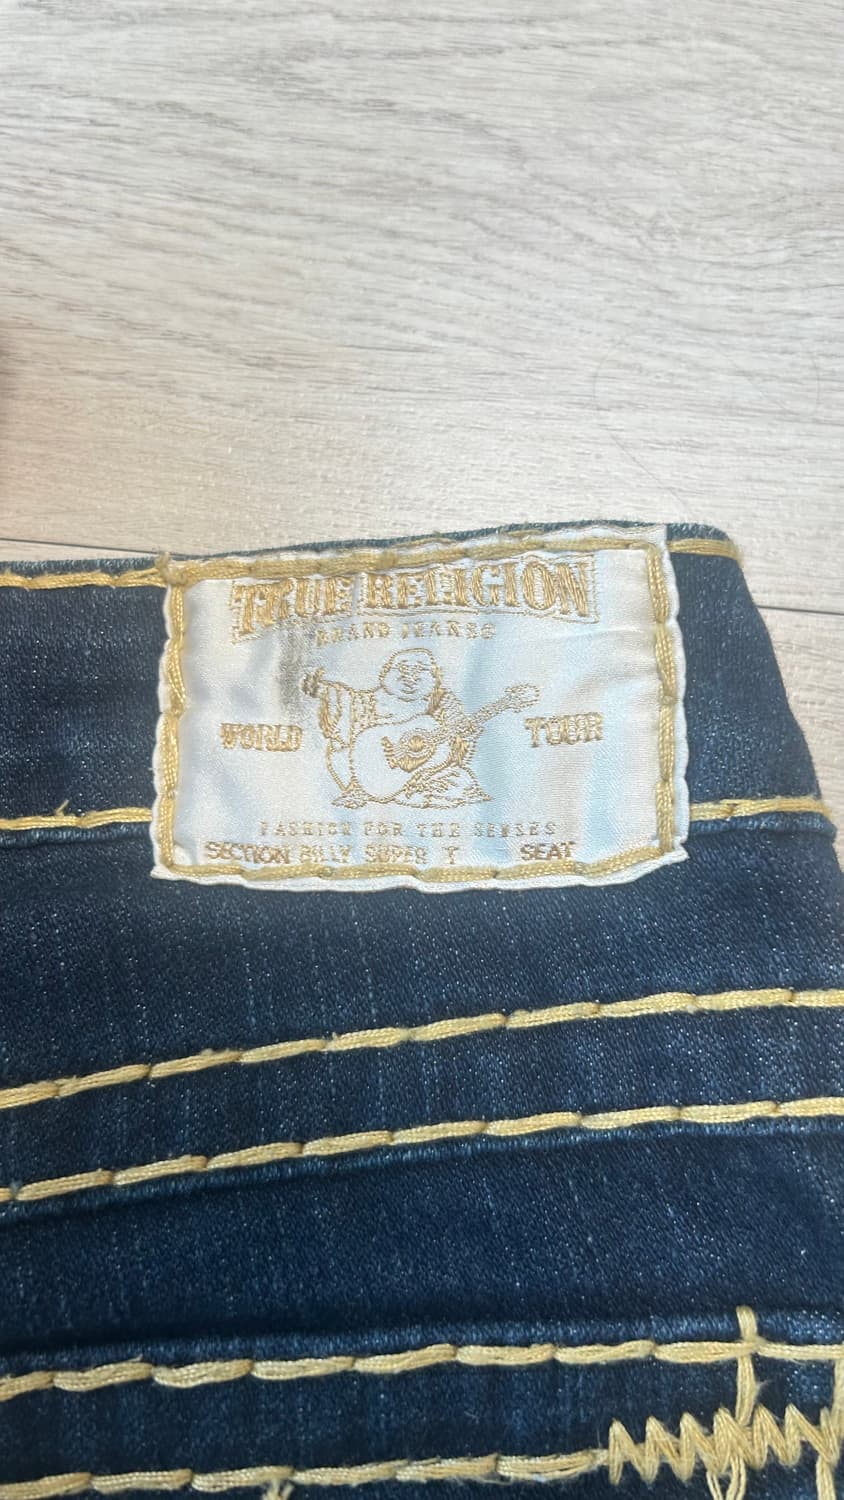 TRUE RELIGION
BRAND JEANS
WORLD TOUR
FASHION FOR THE SENSES
SECTION BILLY SUPER T SEAT